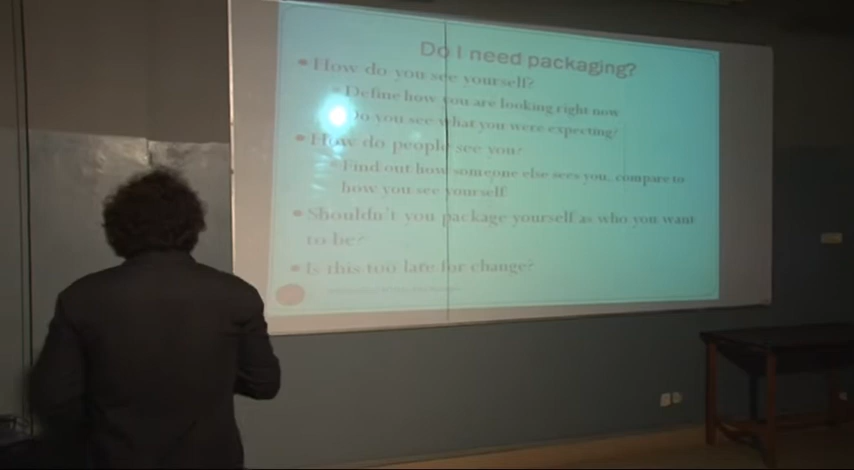 Do I need packaging?
• How do you see yourself?
Define how you are looking right now
Do you see what you were expecting?
• How do people see you?
Find out how someone else sees you, compare to
how you see yourself
• Shouldn't you package yourself as who you want
to be?
• Is this too late for change?